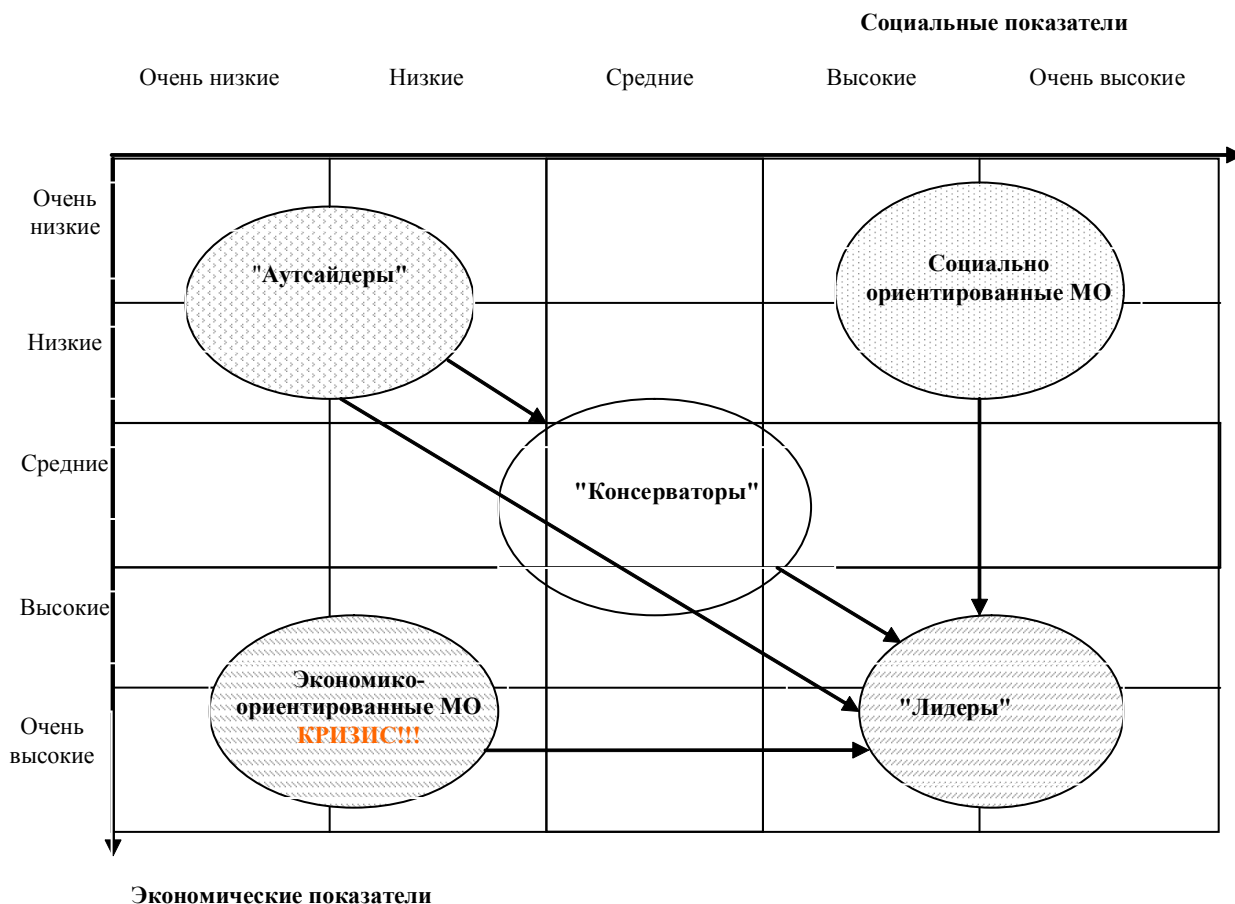 Социальные показатели
Очень низкие Низкие Средние Высокие Очень высокие
Очень
низкие
"Аутсайдеры"
Социально
ориентированные МО
Низкие
Средние
"Консерваторы"
Высокие
Экономико-
ориентированные МО
КРИЗИС!!!
"Лидеры"
Очень
высокие
Экономические показатели